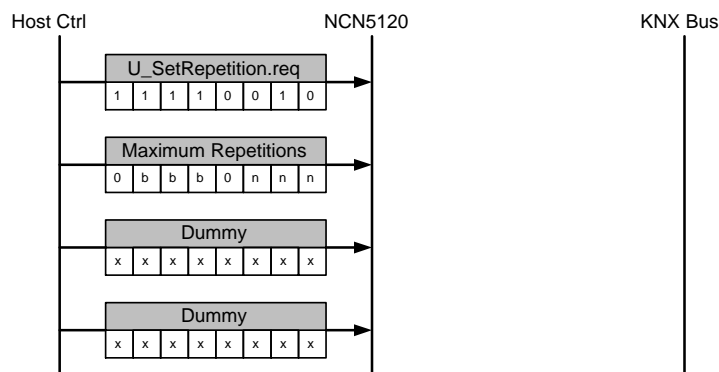 Host Ctrl NCN5120 KNX Bus
U_SetRepetition.req
1 1 1 1 0 0 1 0
Maximum Repetitions
0 b b b 0 n n n
Dummy
x x x x x x x x
Dummy
x x x x x x x x